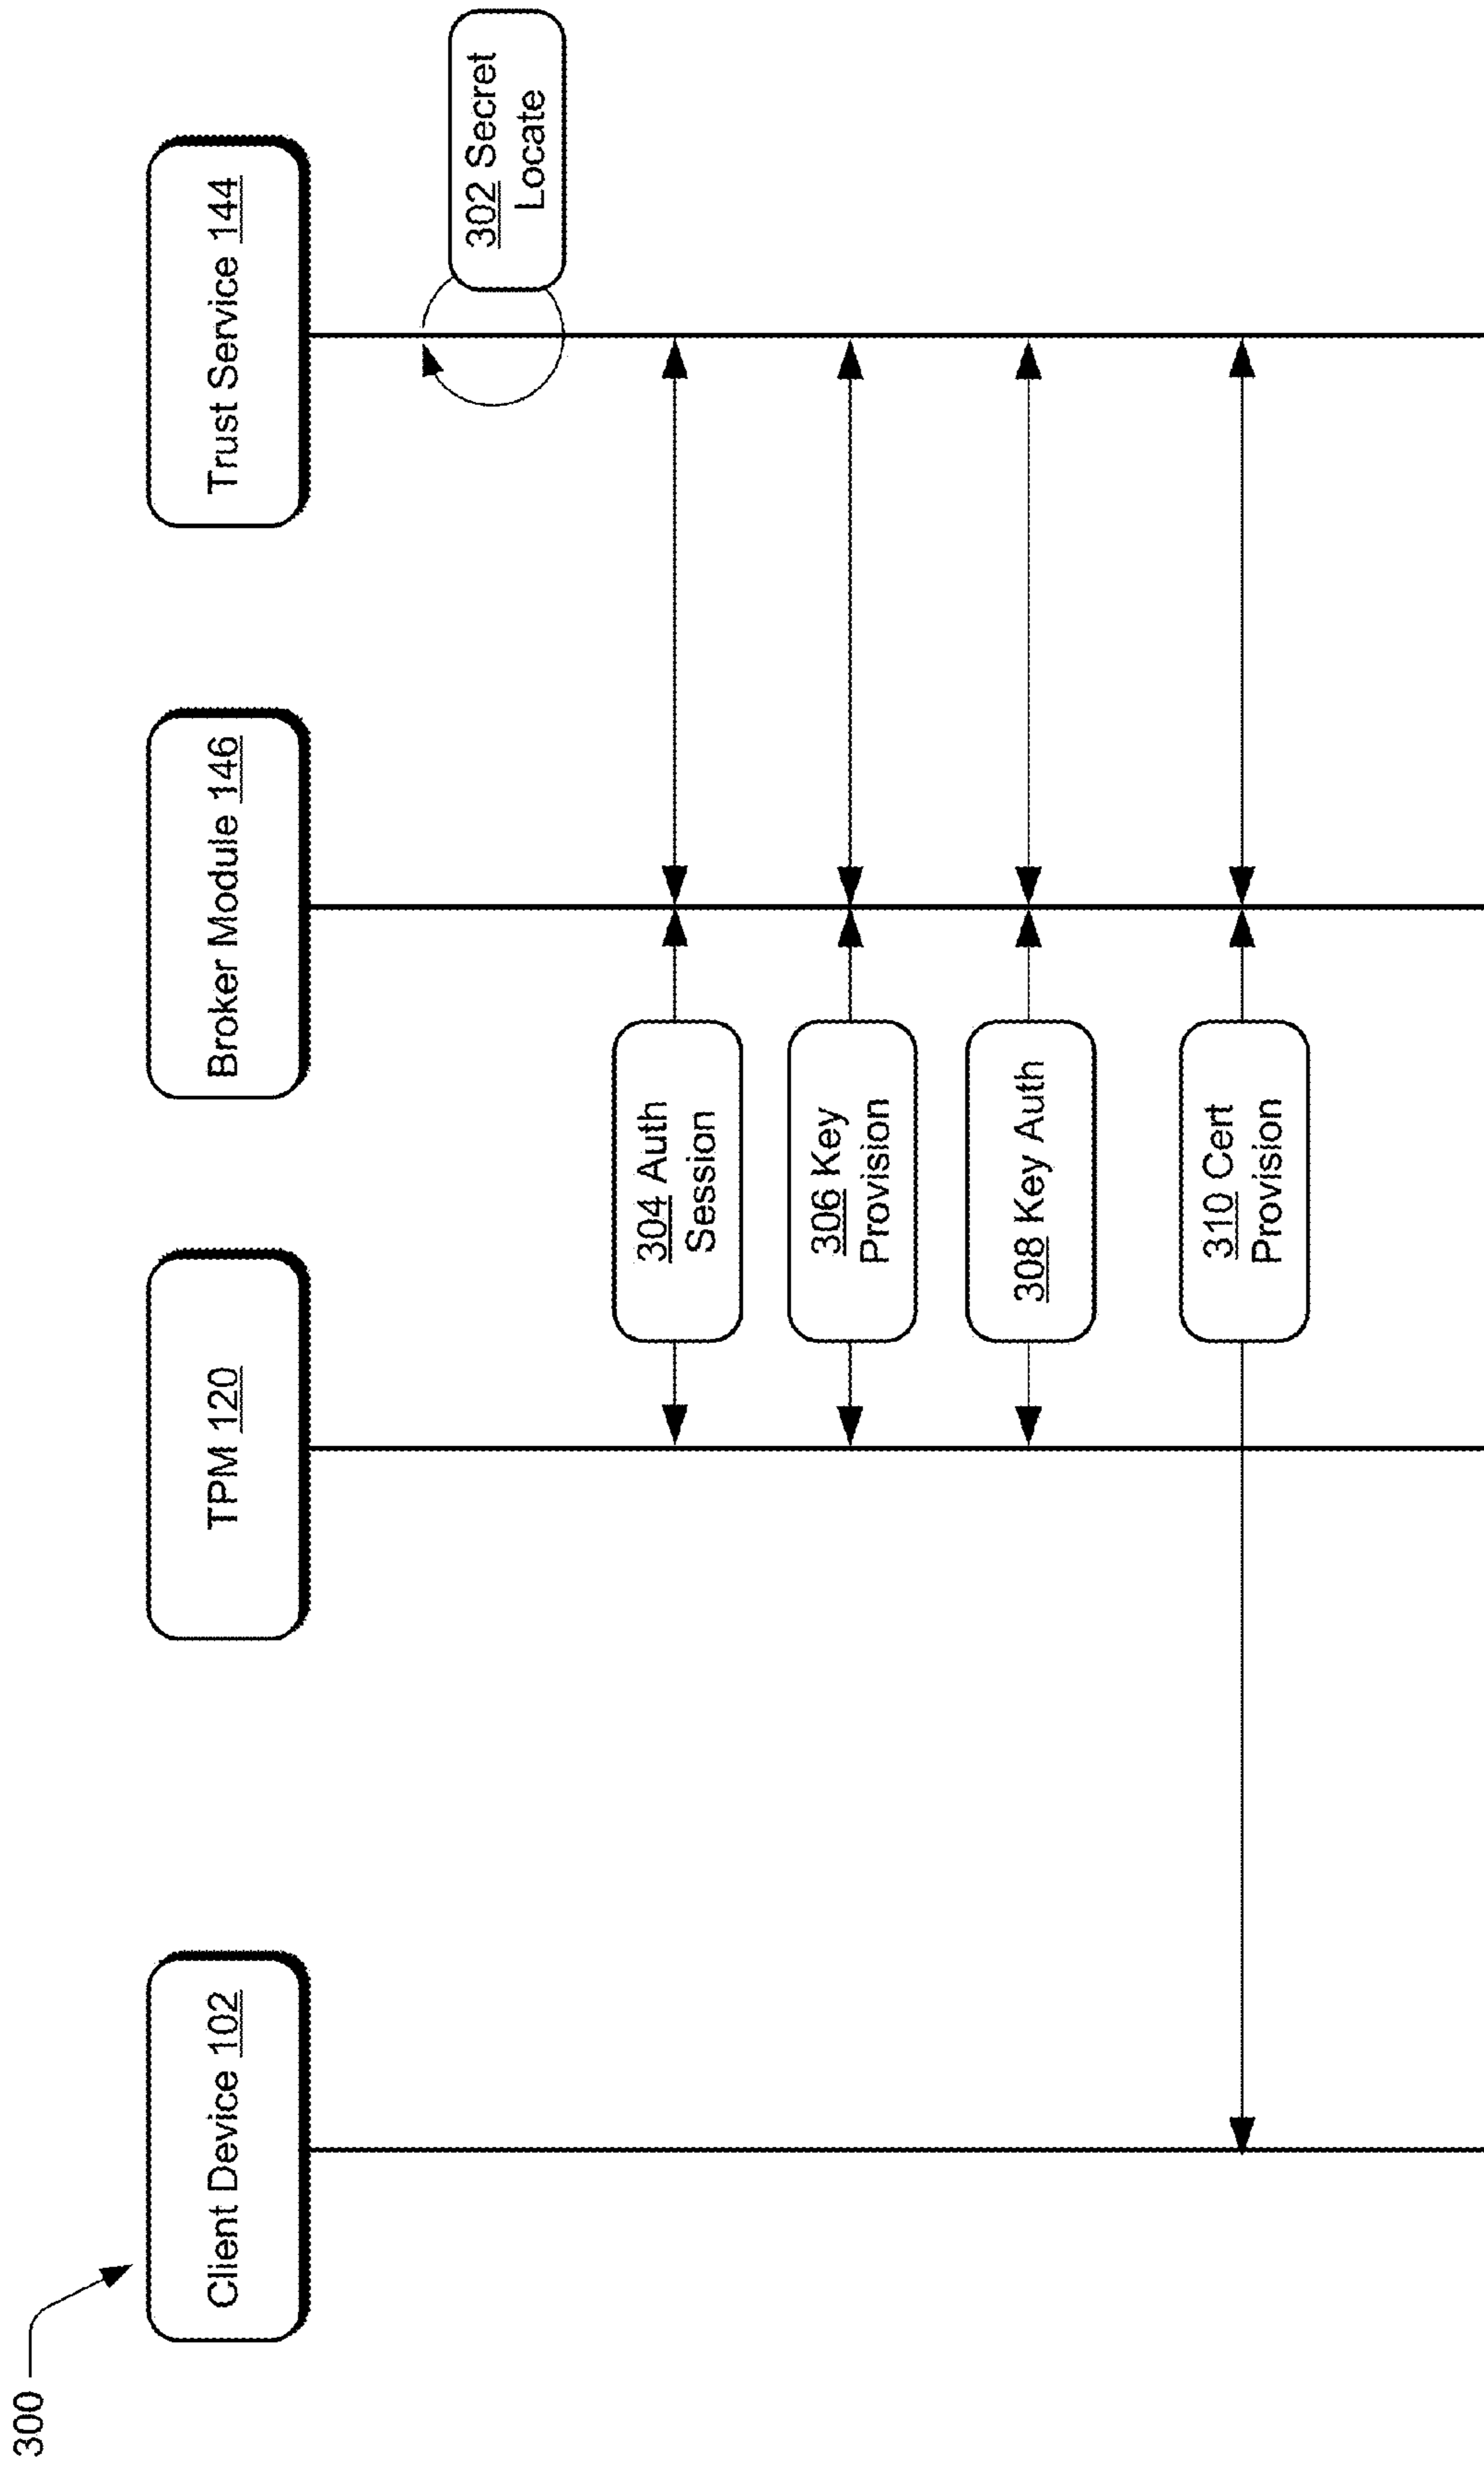 300
Client Device 102
TPM 120
Broker Module 146
Trust Service 144
302 Secret
Locate
304 Auth
Session
306 Key
Provision
308 Key Auth
310 Cert
Provision